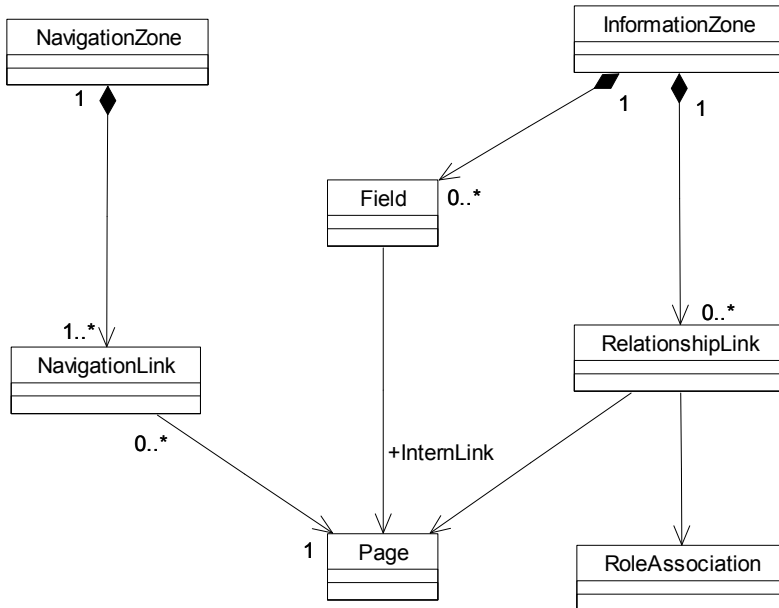 NavigationZone
InformationZone
1
1
1
Field
0..*
1..*
0..*
NavigationLink
RelationshipLink
0..*
+InternLink
1
Page
RoleAssociation